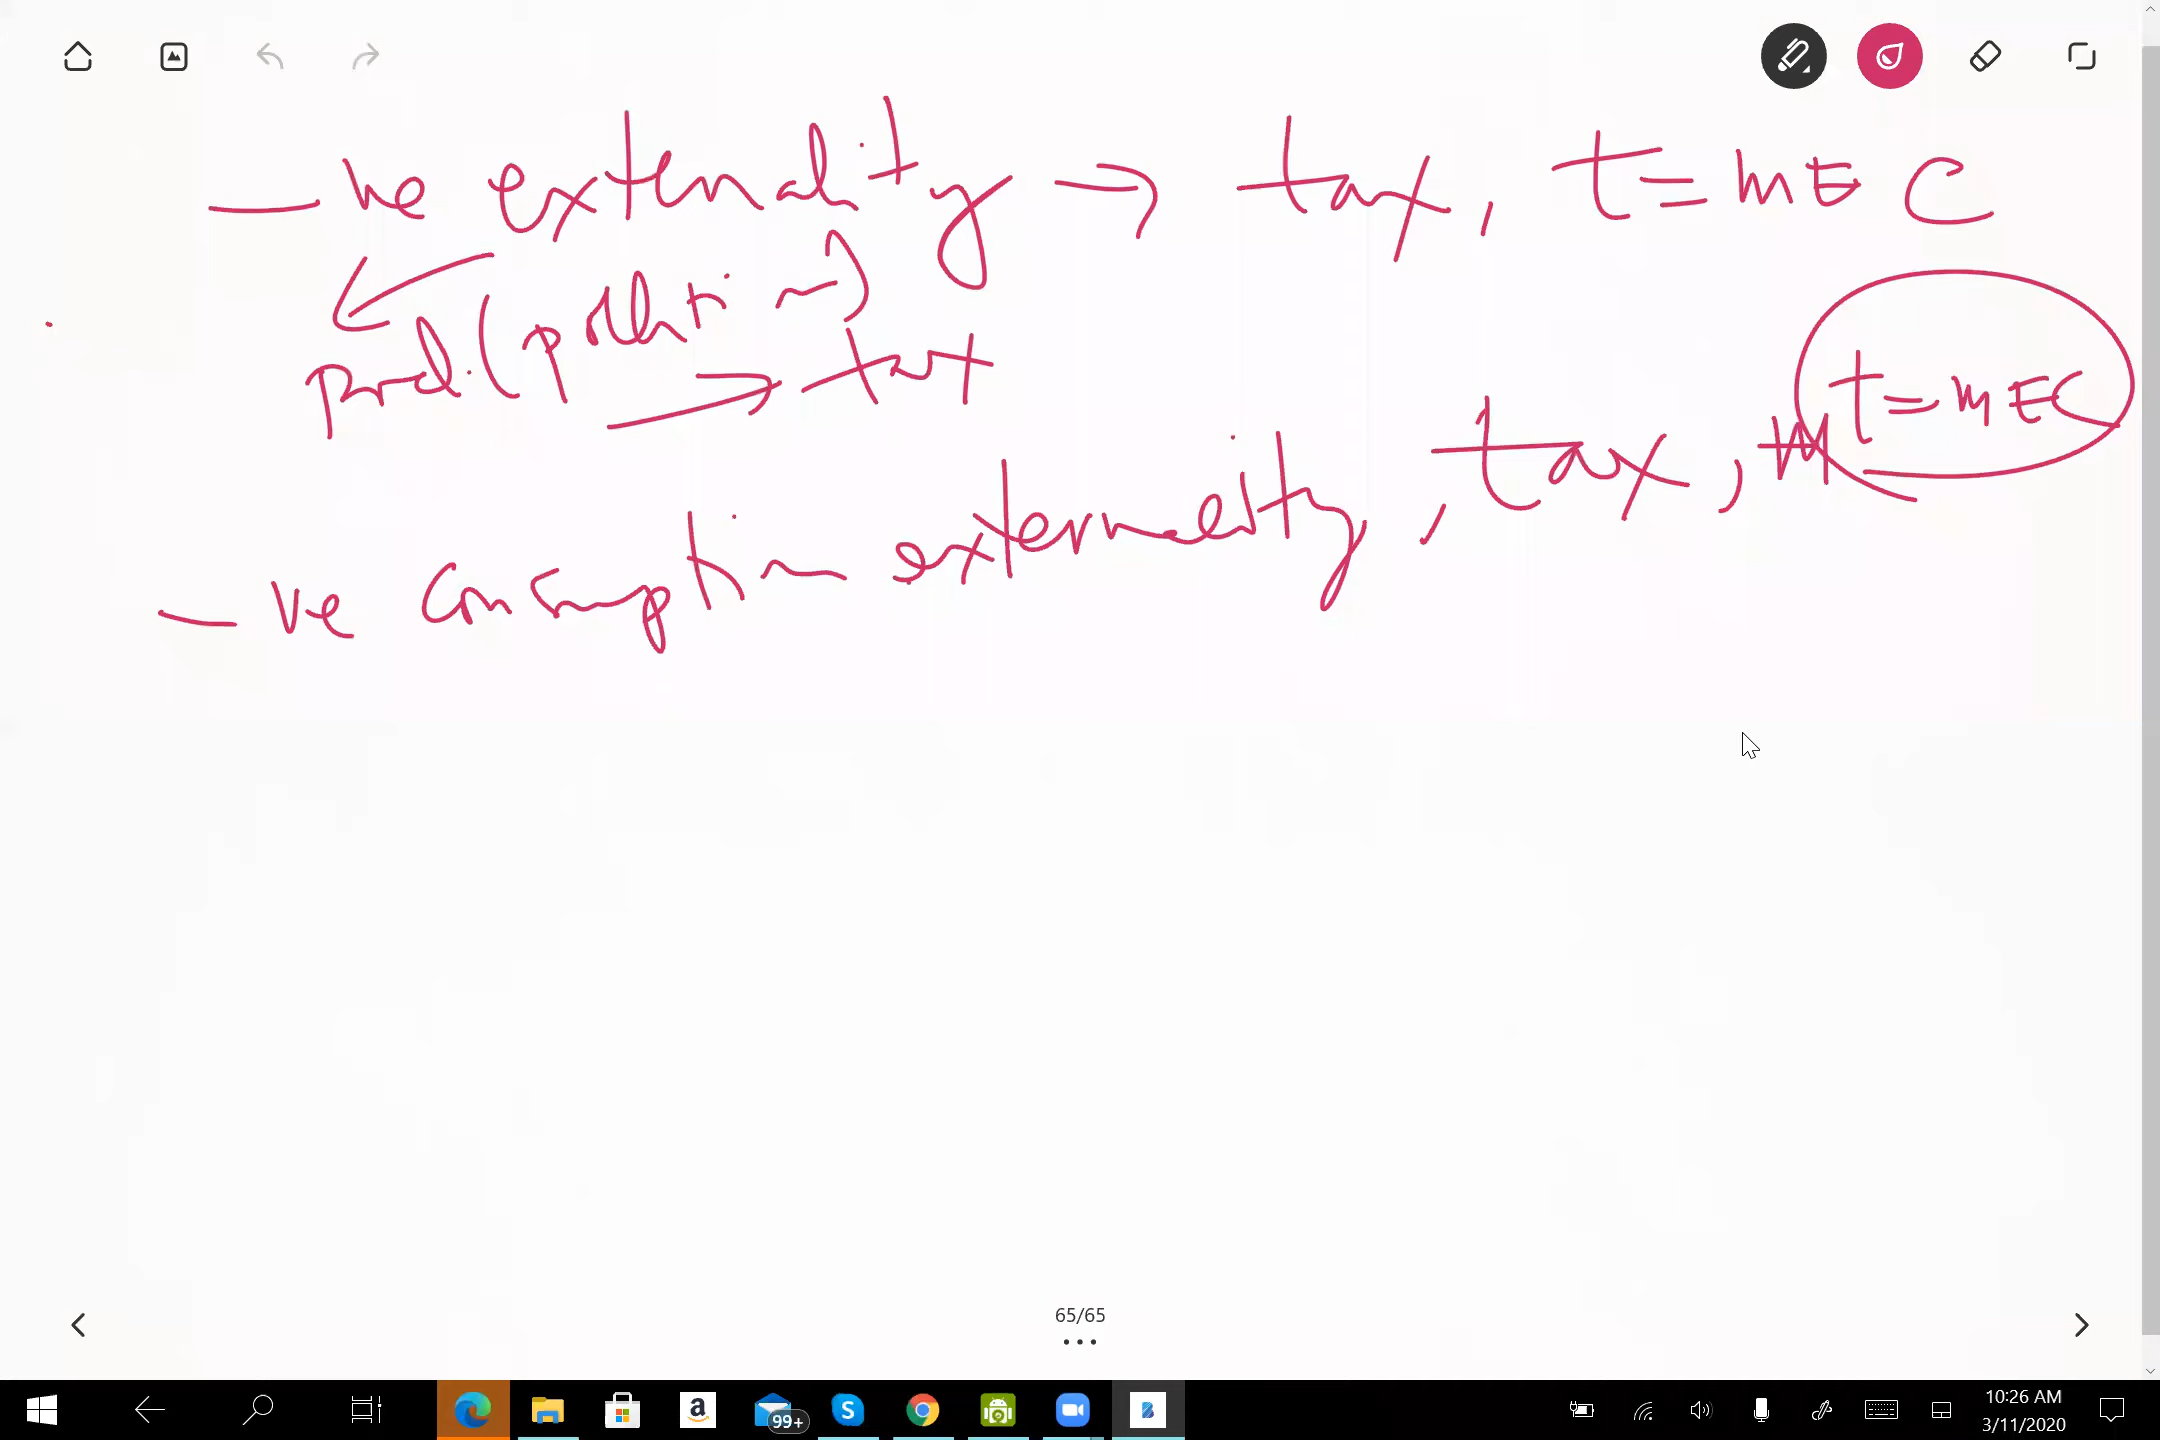 -ve externality → tax, t = MEC
prod. (pollution) → tax
t = MEC
-ve consumption externality, tax, M
65/65
99+
10:26 AM
3/11/2020